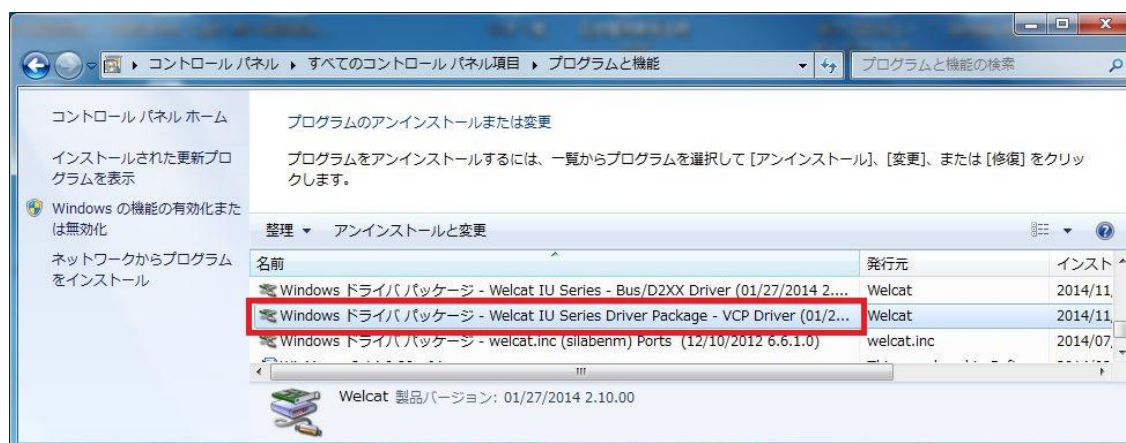 コントロール パネル ▸ すべてのコントロール パネル項目 ▸ プログラムと機能
プログラムと機能の検索
コントロール パネル ホーム
インストールされた更新プロ
グラムを表示
Windows の機能の有効化また
は無効化
ネットワークからプログラム
をインストール
プログラムのアンインストールまたは変更
プログラムをアンインストールするには、一覧からプログラムを選択して [アンインストール]、[変更]、または [修復] をクリッ
クします。
整理 アンインストールと変更
名前 発行元 インスト
Windows ドライバ パッケージ - Welcat IU Series - Bus/D2XX Driver (01/27/2014 2.... Welcat 2014/11,
Windows ドライバ パッケージ - Welcat IU Series Driver Package - VCP Driver (01/2... Welcat 2014/11,
Windows ドライバ パッケージ - welcat.inc (silabenm) Ports (12/10/2012 6.6.1.0) welcat.inc 2014/07,
Welcat 製品バージョン: 01/27/2014 2.10.00